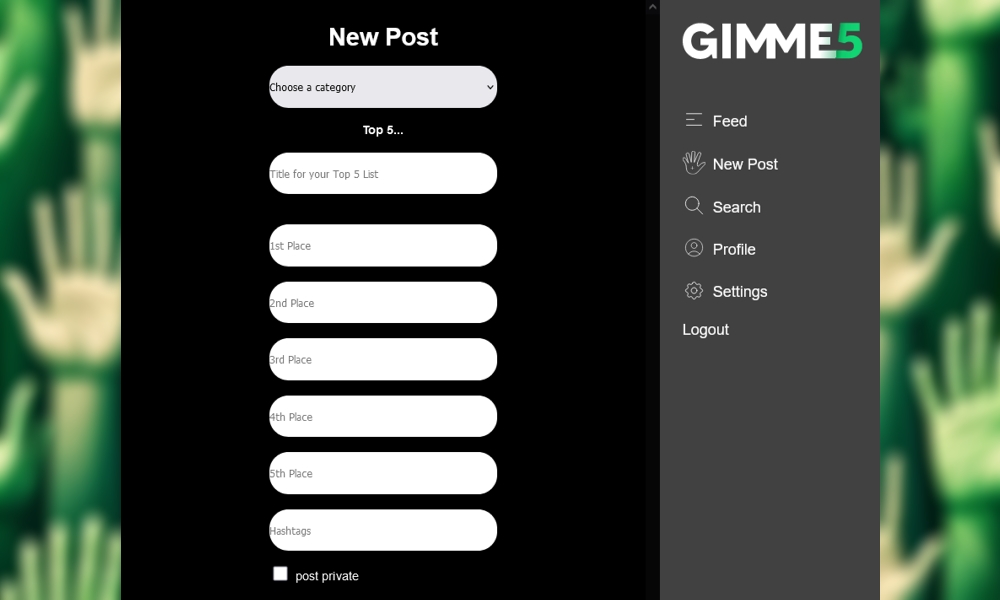 New Post
Choose a category
Top 5...
Title for your Top 5 List
1st Place
2nd Place
3rd Place
4th Place
5th Place
Hashtags
post private
GIMME5
Feed
New Post
Search
Profile
Settings
Logout